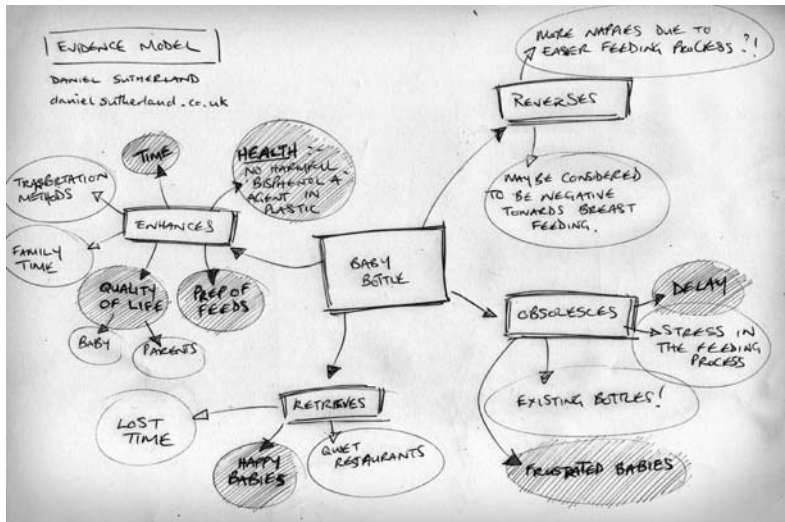 EVIDENCE MODEL
DANIEL SUTHERLAND
danielsutherland.co.uk
MORE NAPPIES DUE TO
EASIER FEEDING PROCESS?!
REVERSES
MAY BE CONSIDERED
TO BE NEGATIVE
TOWARDS BREAST
FEEDING.
TIME
HEALTH --
NO HARMFULL
BISPHENOL A
AGENT IN
PLASTIC
TRASPORTATION
METHODS
ENHANCES
FAMILY
TIME
QUALITY
OF LIFE
PREP OF
FEEDS
BABY
PARENTS
BABY
BOTTLE
OBSOLESCES
DELAY
STRESS IN
THE FEEDING
PROCESS
EXISTING BOTTLES!
FRUSTRATED BABIES
RETRIEVES
LOST
TIME
HAPPY
BABIES
QUIET
RESTAURANTS